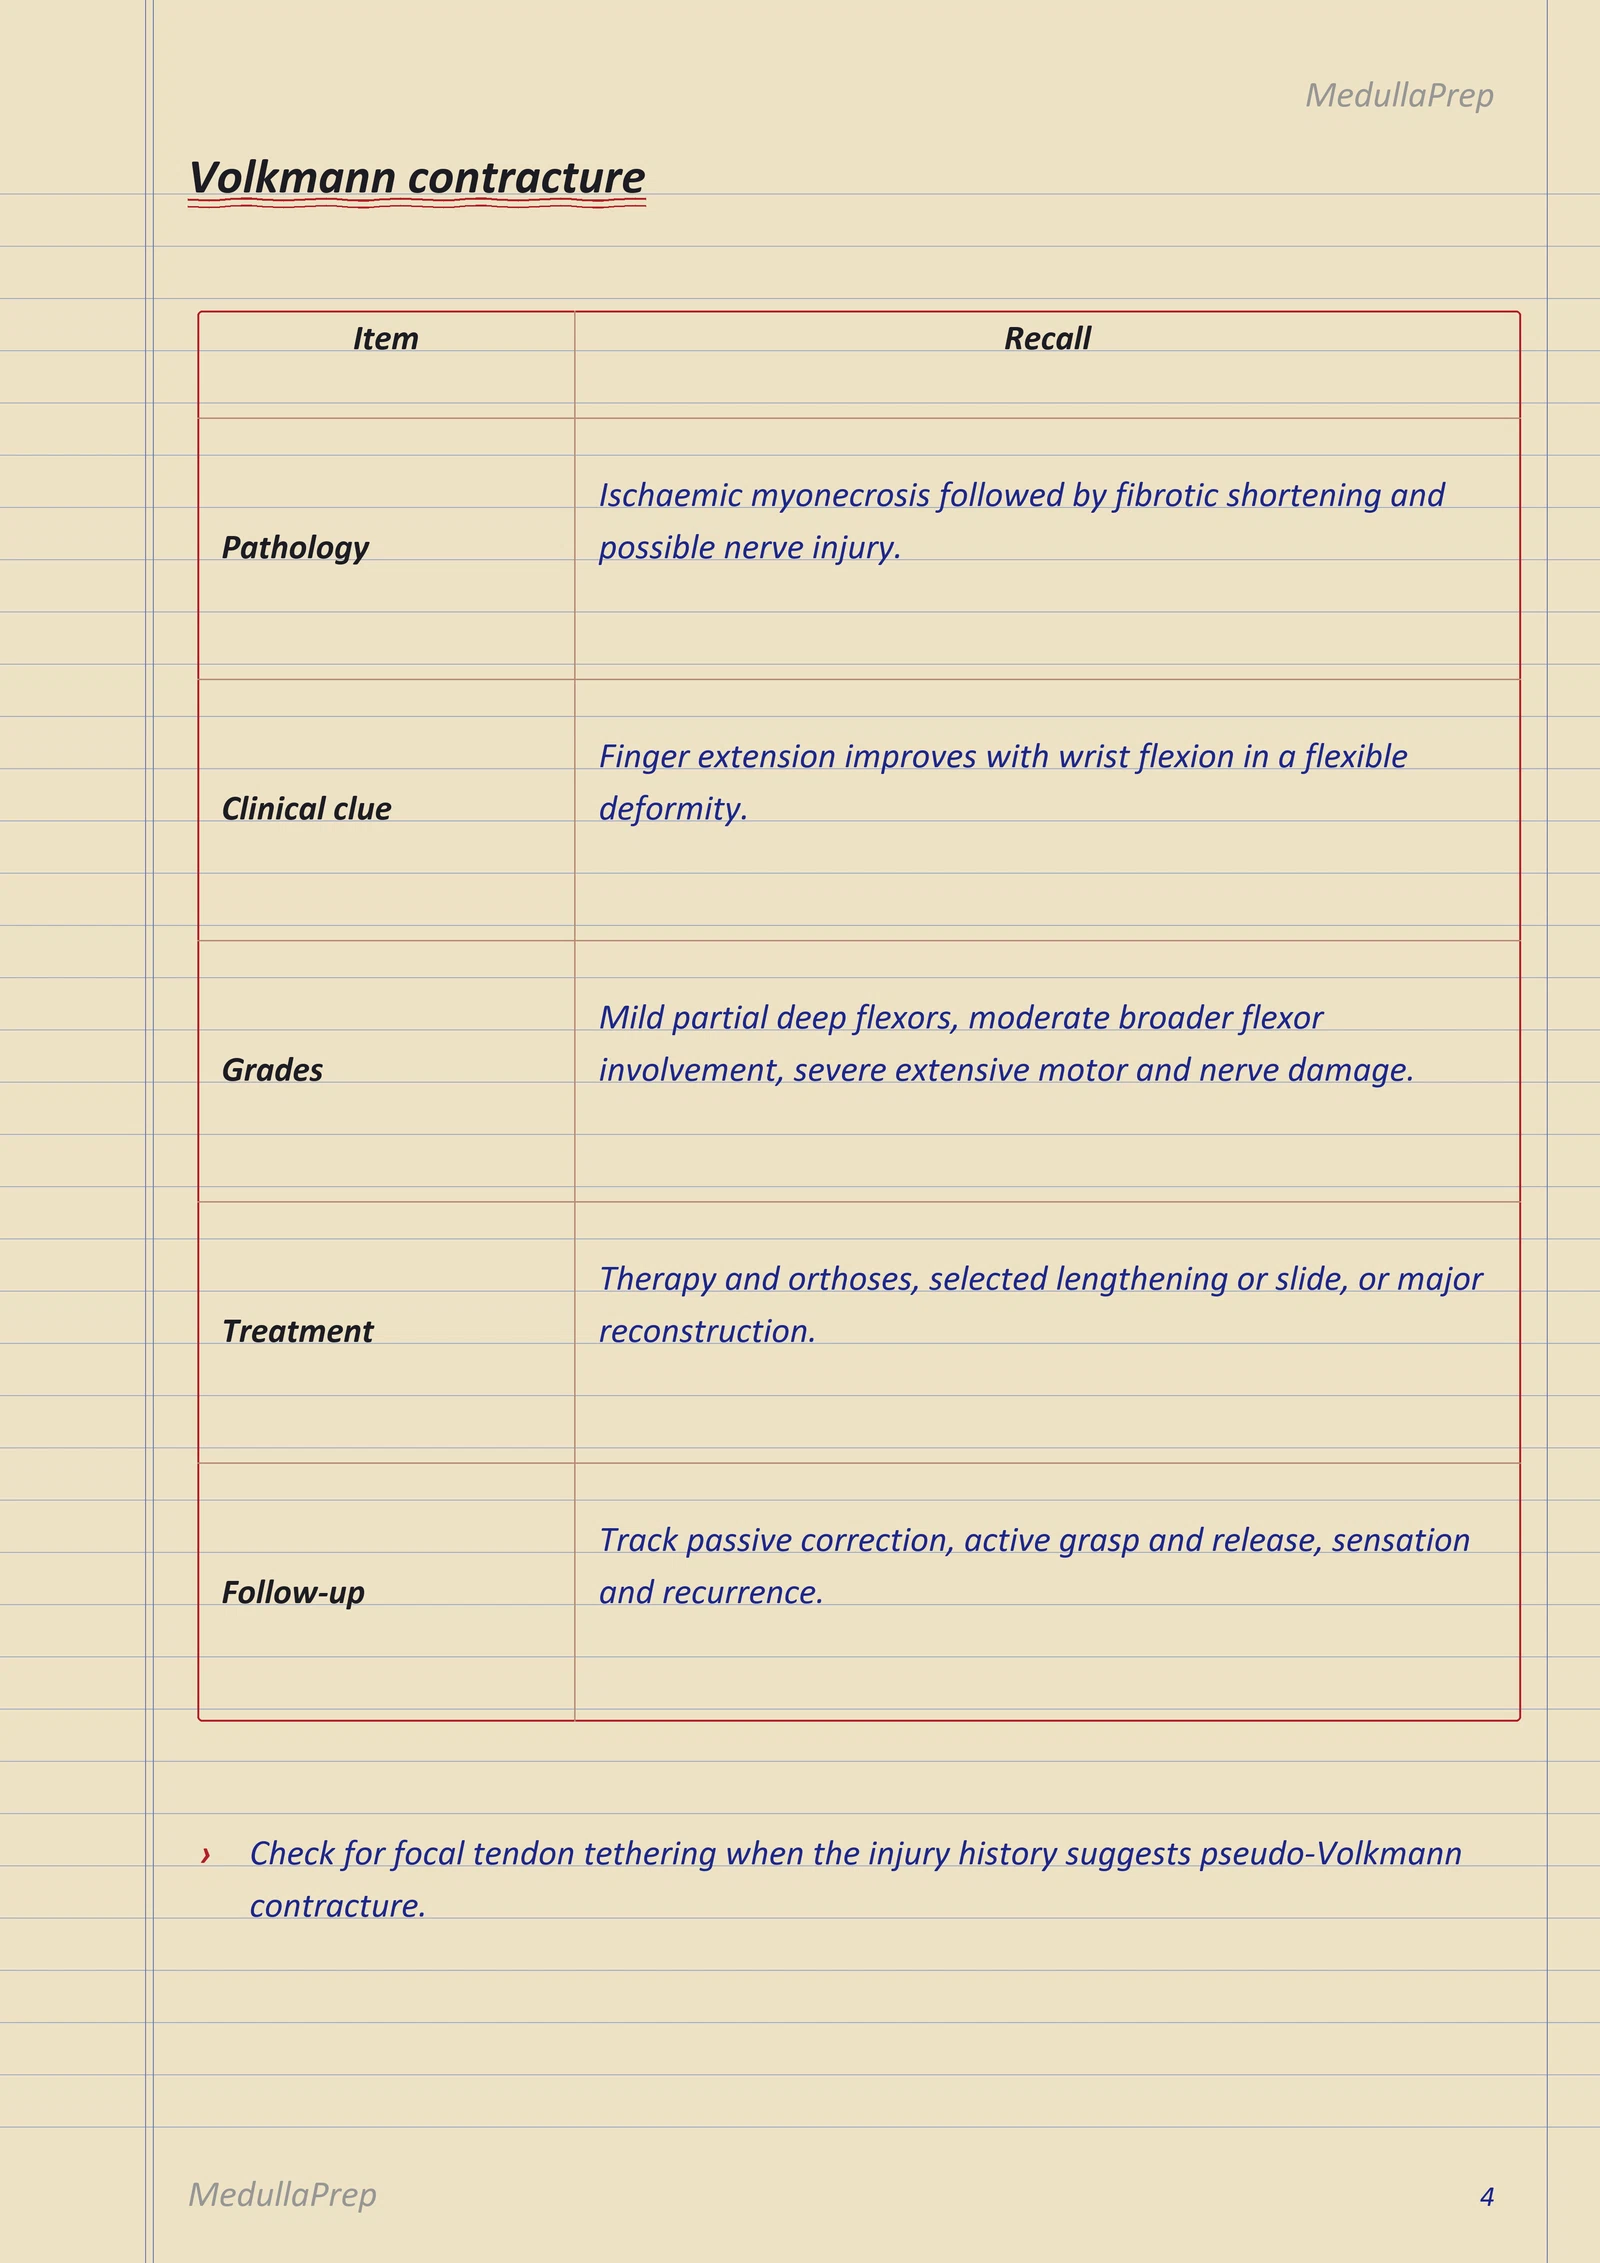 MedullaPrep
Volkmann contracture
Item Recall
Ischaemic myonecrosis followed by fibrotic shortening and
Pathology possible nerve injury.
Finger extension improves with wrist flexion in a flexible
Clinical clue deformity.
Mild partial deep flexors, moderate broader flexor
Grades involvement, severe extensive motor and nerve damage.
Therapy and orthoses, selected lengthening or slide, or major
Treatment reconstruction.
Track passive correction, active grasp and release, sensation
Follow-up and recurrence.
› Check for focal tendon tethering when the injury history suggests pseudo-Volkmann
contracture.
MedullaPrep 4